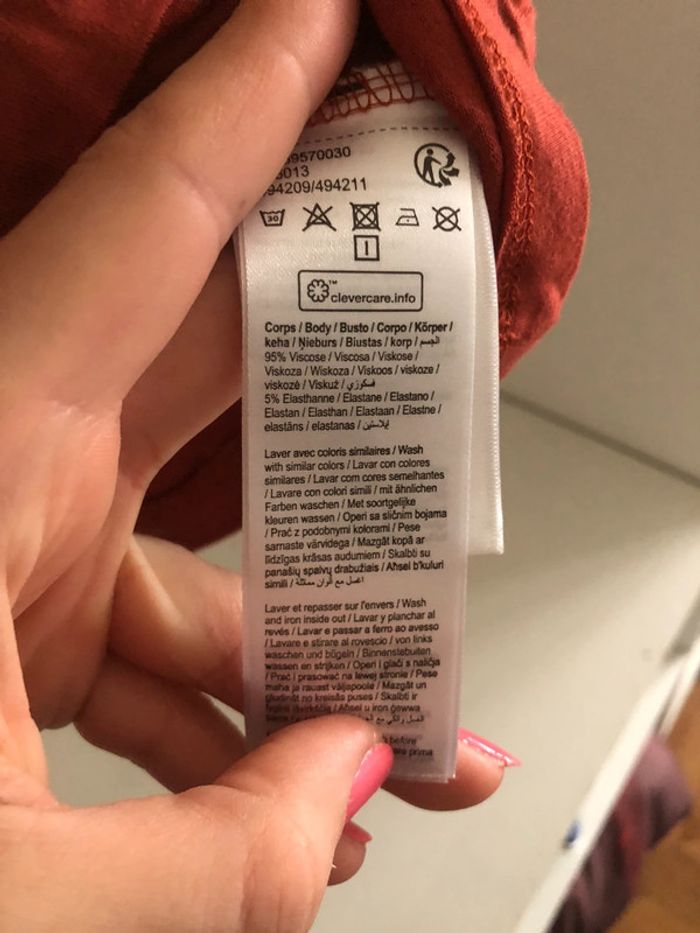 9570030
013
94209/494211
30
TM clevercare.info
Corps / Body / Busto / Corpo / Körper /
keha / Ņieburs / Biustas / korp / الجسم
95% Viscose / Viscosa / Viskose /
Viskoza / Wiskoza / Viskoos / viskoze /
viskozė / Viskuż / فسكوزي
5% Elasthanne / Elastane / Elastano /
Elastan / Elasthan / Elastaan / Elastne /
elastāns / elastanas / إيلاستين
Laver avec coloris similaires / Wash
with similar colors / Lavar con colores
similares / Lavar com cores semelhantes
/ Lavare con colori simili / mit ähnlichen
Farben waschen / Met soortgelijke
kleuren wassen / Operi sa sličnim bojama
/ Prać z podobnymi kolorami / Pese
sarnaste värvidega / Mazgāt kopā ar
līdzīgas krāsas audumiem / Skalbti su
panašių spalvų drabužiais / Aħsel b'kuluri
simili / اغسل مع ألوان مماثلة
Laver et repasser sur l'envers / Wash
and iron inside out / Lavar y planchar al
revés / Lavar e passar a ferro ao avesso
/ Lavare e stirare al rovescio / von links
waschen und bügeln / Binnenstebuiten
wassen en strijken / Operi i glači s naličja
/ Prać i prasować na lewej stronie / Pese
maha ja rauast väljapoole / Mazgāt un
gludināt no kreisās puses / Skalbti ir
/ Aħsel u iron ġewwa
before
prima